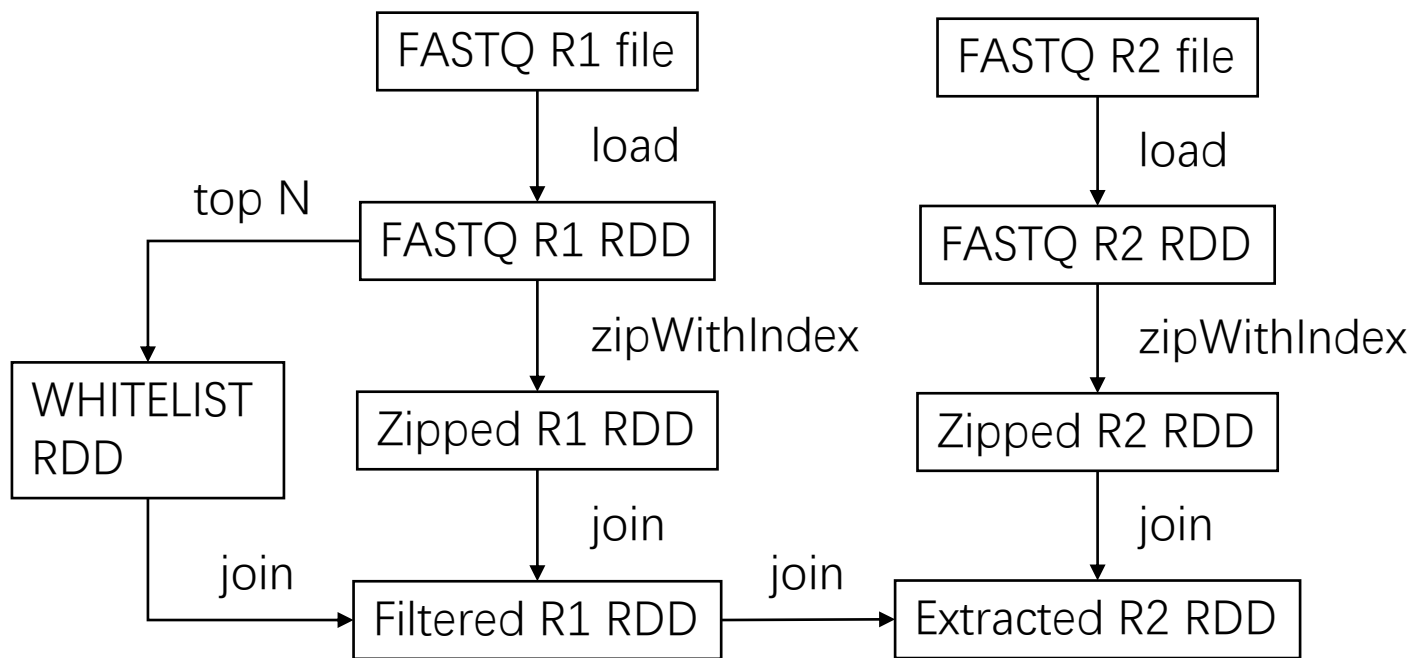 FASTQ R1 file
FASTQ R2 file
load
load
top N
FASTQ R1 RDD
FASTQ R2 RDD
zipWithIndex
zipWithIndex
WHITELIST
RDD
Zipped R1 RDD
Zipped R2 RDD
join
join
join
join
Filtered R1 RDD
Extracted R2 RDD